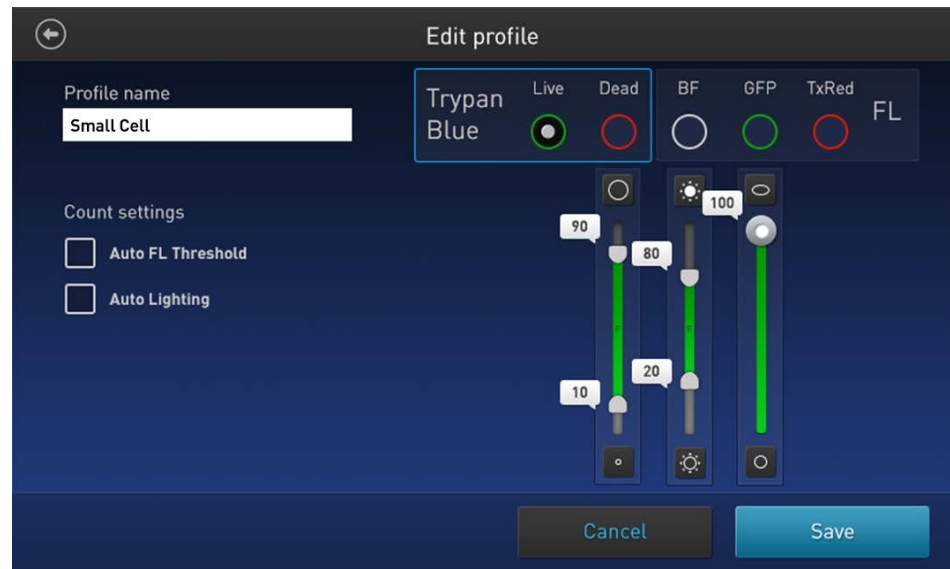 Edit profile
Profile name
Small Cell
Trypan Blue
Live
Dead
BF
GFP
TxRed
FL
Count settings
Auto FL Threshold
Auto Lighting
90
10
80
20
100
Cancel
Save